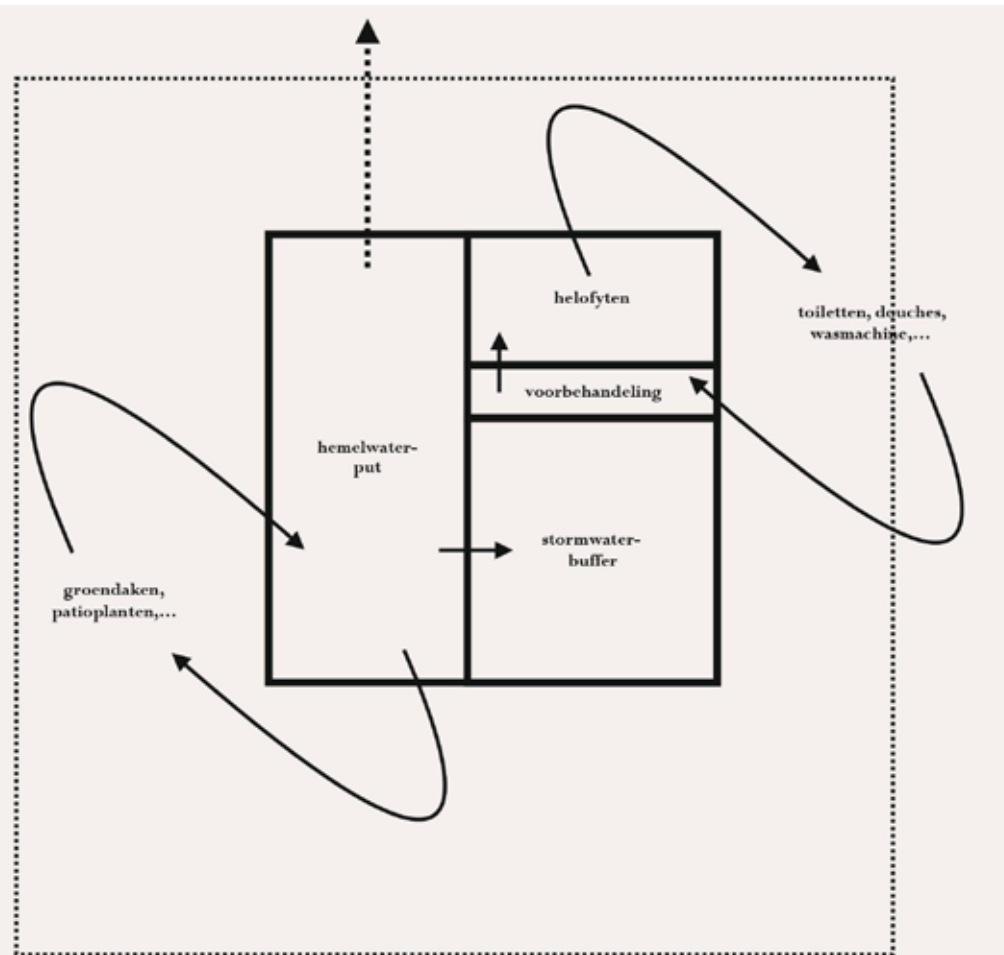 helofyten
toiletten, douches,
wasmachine,...
voorbehandeling
hemelwater-
put
stormwater-
buffer
groendaken,
patioplanten,...